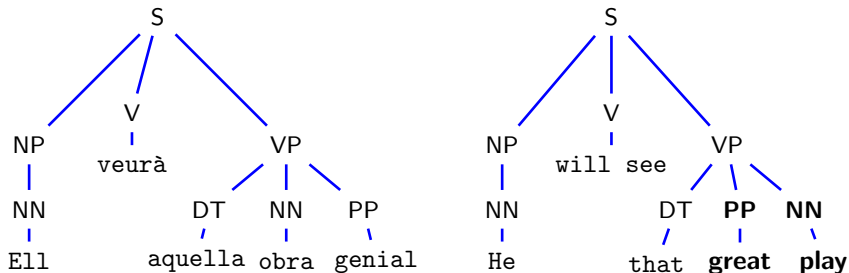 S S
V V
NP veurà VP NP will see VP
NN DT NN PP NN DT PP NN
Ell aquella obra genial He that great play